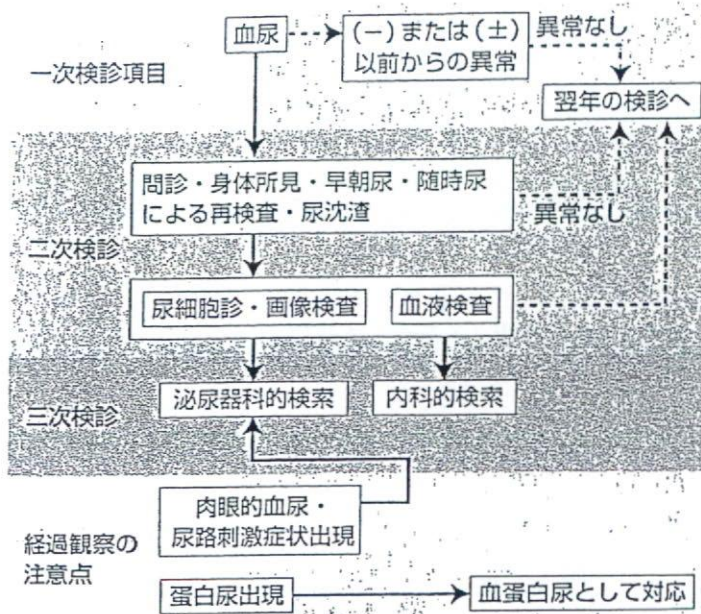 血尿
(−)または(±)
以前からの異常
異常なし
一次検診項目
翌年の検診へ
問診・身体所見・早朝尿・随時尿
による再検査・尿沈渣
異常なし
二次検診
尿細胞診・画像検査
血液検査
泌尿器科的検索
内科的検索
三次検診
肉眼的血尿・
尿路刺激症状出現
経過観察の
注意点
蛋白尿出現
血蛋白尿として対応